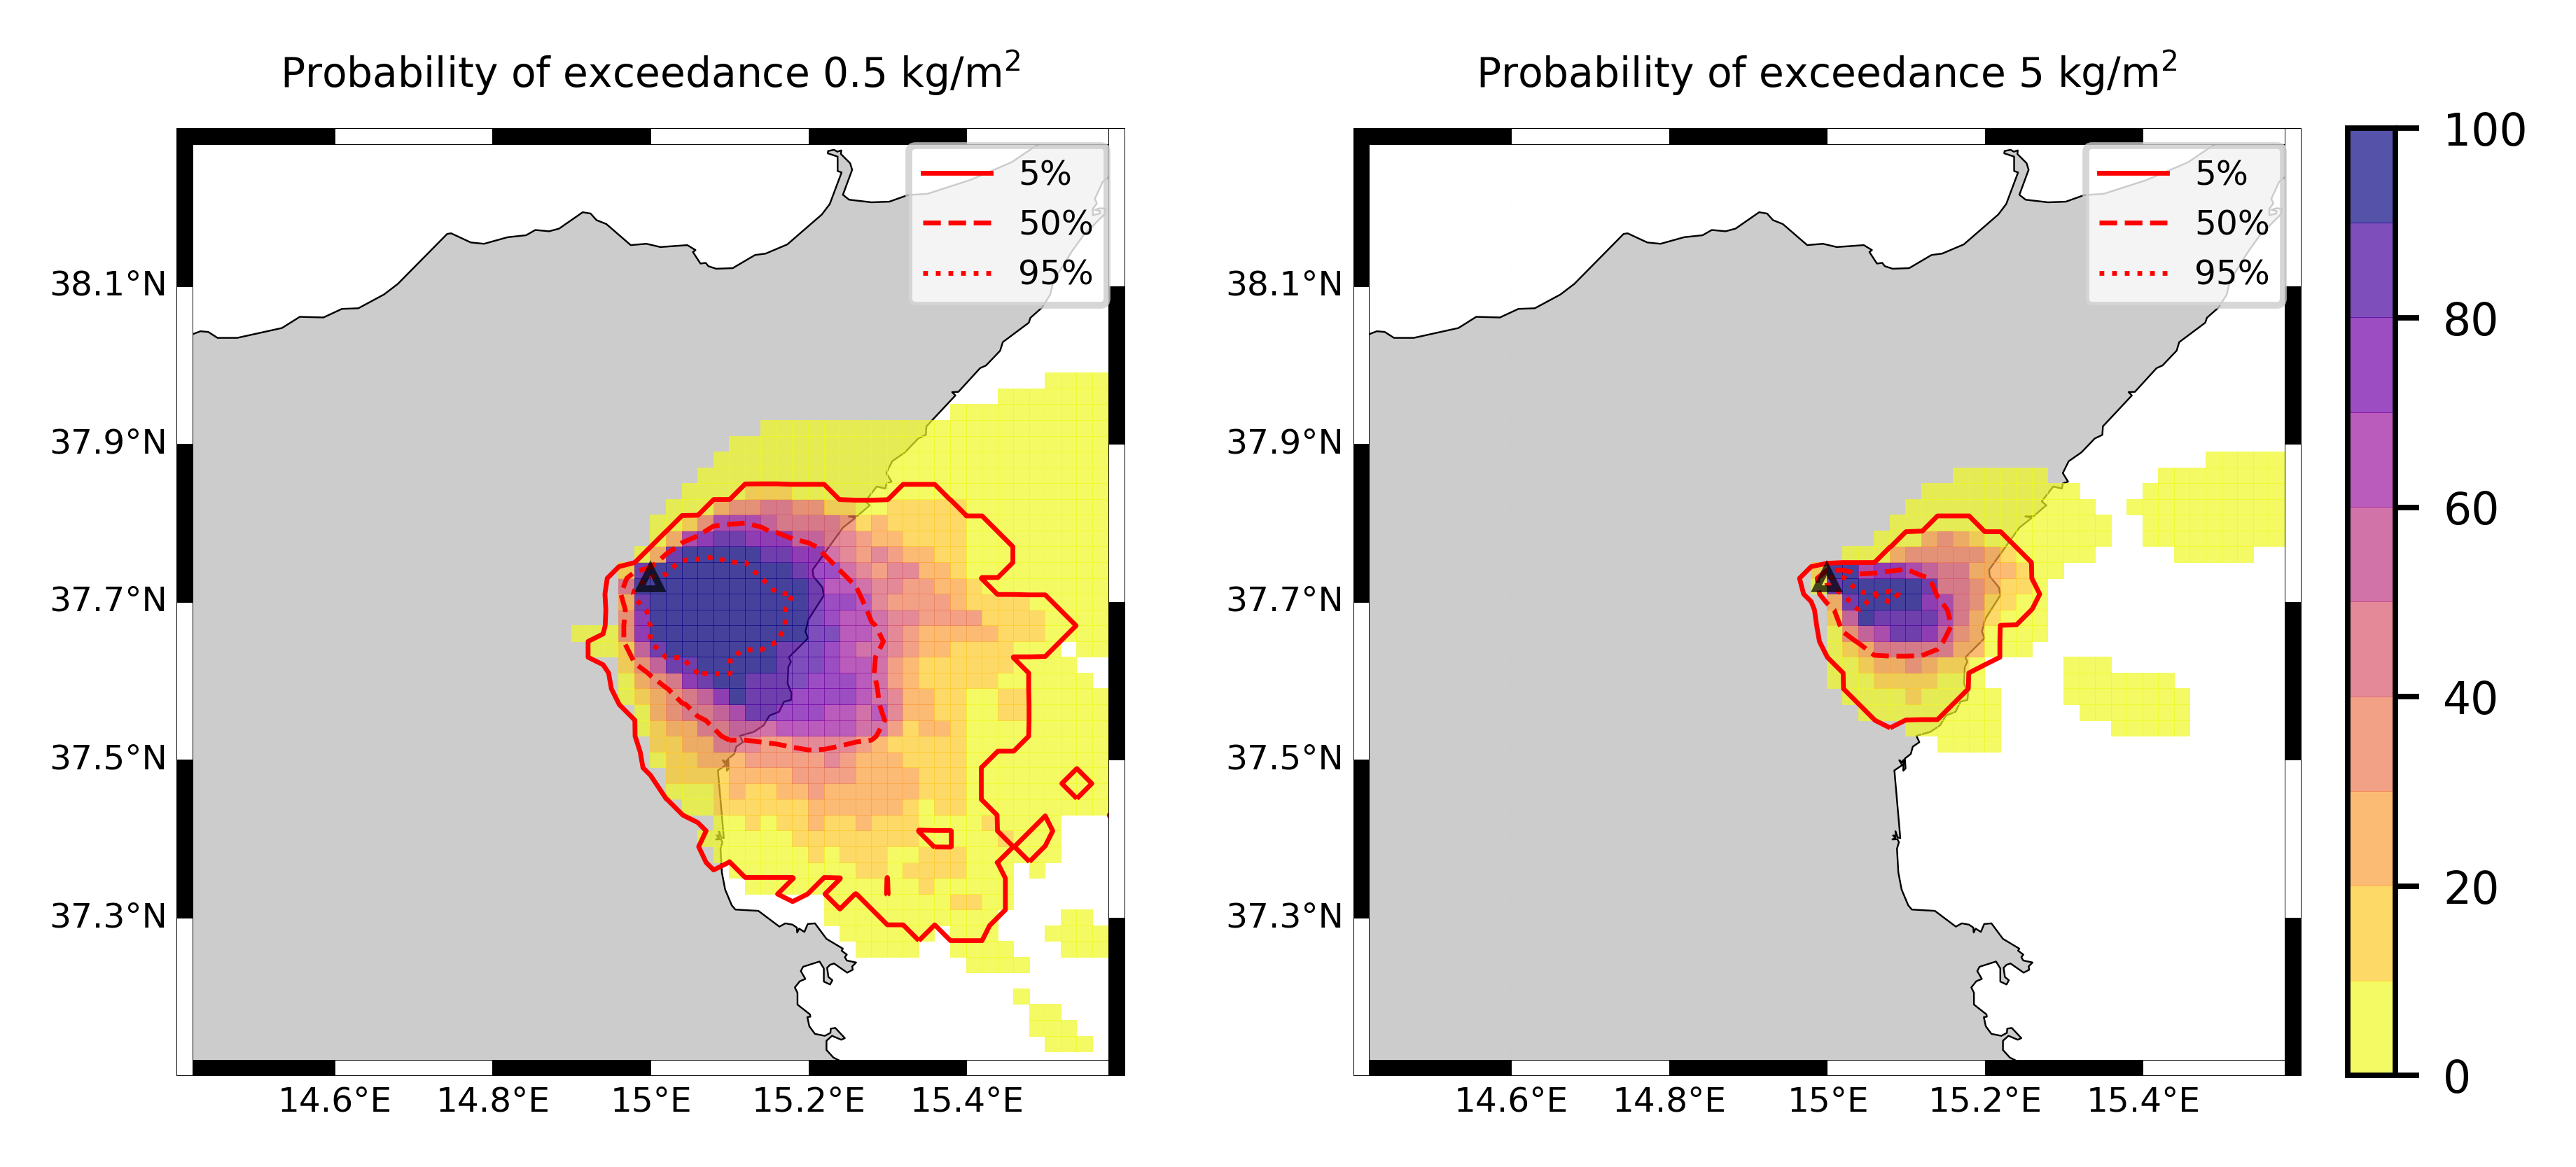 Probability of exceedance 0.5 kg/m²
5%
50%
95%
38.1°N
37.9°N
37.7°N
37.5°N
37.3°N
14.6°E 14.8°E 15°E 15.2°E 15.4°E
Probability of exceedance 5 kg/m²
5%
50%
95%
38.1°N
37.9°N
37.7°N
37.5°N
37.3°N
14.6°E 14.8°E 15°E 15.2°E 15.4°E
100
80
60
40
20
0